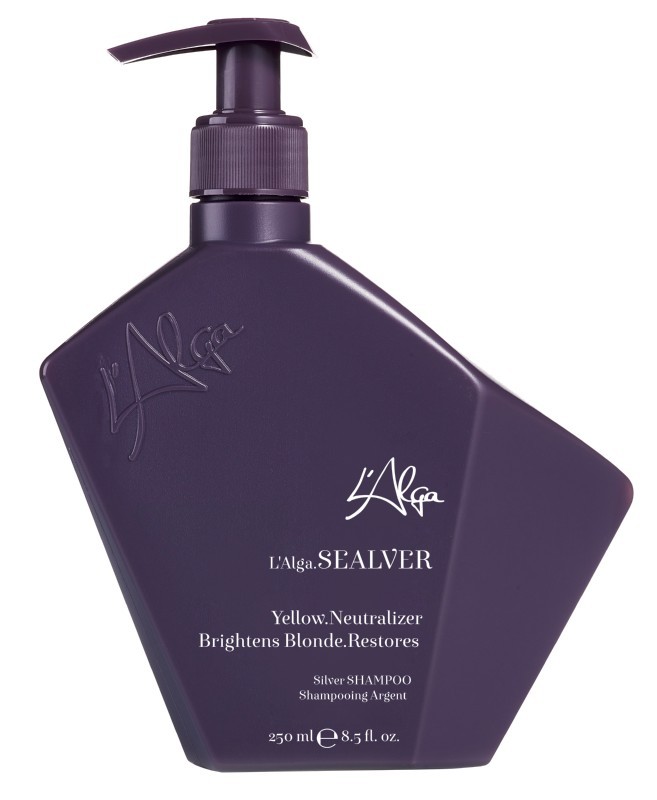 L'Alga
L'Alga
L'Alga.SEALVER
Yellow.Neutralizer
Brightens Blonde.Restores
Silver SHAMPOO
Shampooing Argent
250 ml ℮ 8.5 fl. oz.